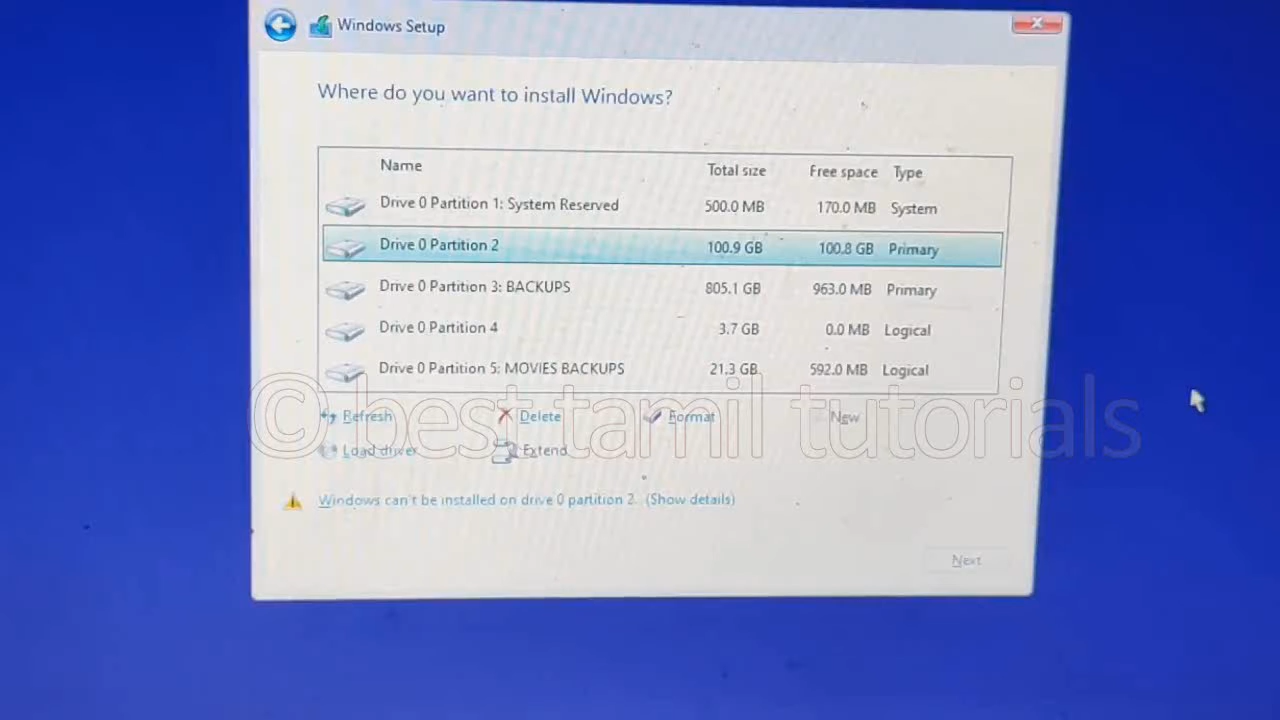 Windows Setup
Where do you want to install Windows?
Name Total size Free space Type
Drive 0 Partition 1: System Reserved 500.0 MB 170.0 MB System
Drive 0 Partition 2 100.9 GB 100.8 GB Primary
Drive 0 Partition 3: BACKUPS 805.1 GB 963.0 MB Primary
Drive 0 Partition 4 3.7 GB 0.0 MB Logical
Drive 0 Partition 5: MOVIES BACKUPS 21.3 GB 592.0 MB Logical
© best tamil tutorials
Refresh Delete Format New
Load driver Extend
Windows can't be installed on drive 0 partition 2. (Show details)
Next